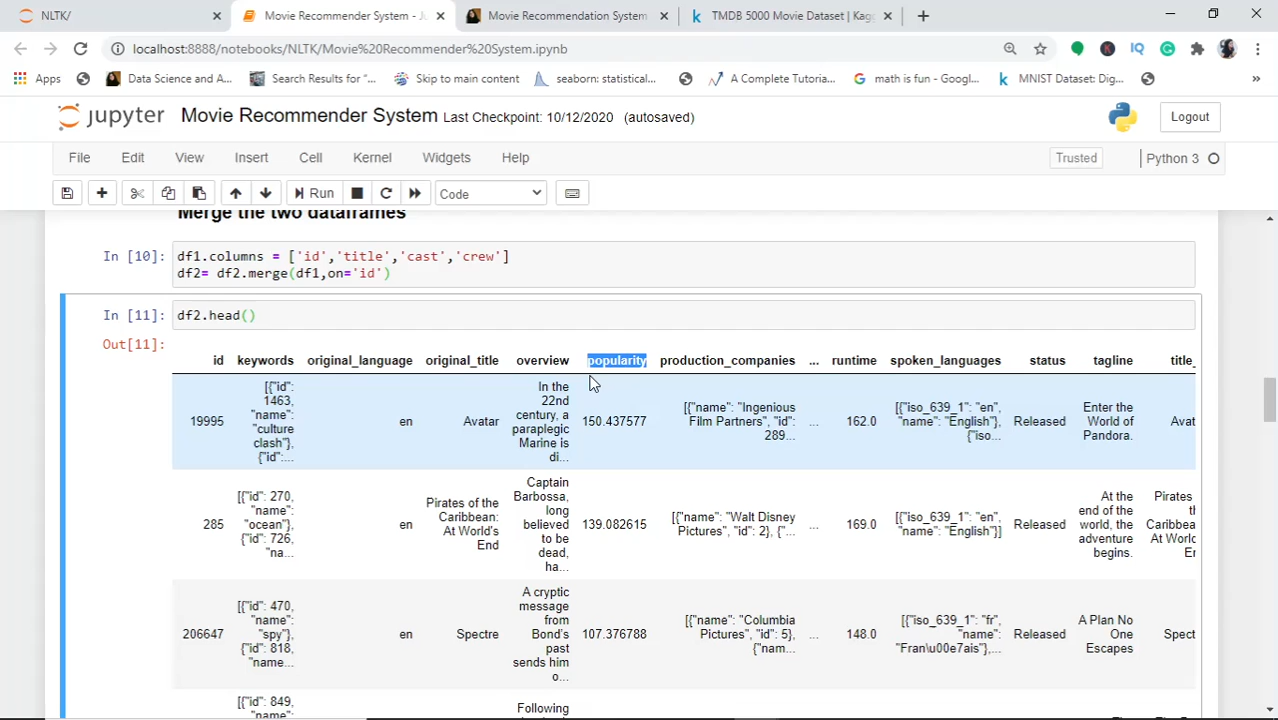 NLTK/
Movie Recommender System - Ju
Movie Recommendation System
TMDB 5000 Movie Dataset | Kagg
localhost:8888/notebooks/NLTK/Movie%20Recommender%20System.ipynb
Apps
Data Science and A...
Search Results for "...
Skip to main content
seaborn: statistical...
A Complete Tutoria...
math is fun - Googl...
MNIST Dataset: Dig...
»
jupyter
Movie Recommender System Last Checkpoint: 10/12/2020 (autosaved)
Logout
File Edit View Insert Cell Kernel Widgets Help
Trusted
Python 3
Run
Code
Merge the two dataframes
In [10]:
df1.columns = ['id','title','cast','crew']
df2= df2.merge(df1,on='id')
In [11]:
df2.head()
Out[11]:
id keywords original_language original_title overview popularity production_companies ... runtime spoken_languages status tagline title_
19995
[{"id":
1463,
"name":
"culture
clash"},
{"id":...
en
Avatar
In the
22nd
century, a
paraplegic
Marine is
di...
150.437577
[{"name": "Ingenious
Film Partners", "id":
289...
...
162.0
[{"iso_639_1": "en",
"name": "English"},
{"iso...
Released
Enter the
World of
Pandora.
Avat
285
[{"id": 270,
"name":
"ocean"},
{"id": 726,
"na...
en
Pirates of the
Caribbean:
At World's
End
Captain
Barbossa,
long
believed
to be
dead,
ha...
139.082615
[{"name": "Walt Disney
Pictures", "id": 2}, {"...
...
169.0
[{"iso_639_1": "en",
"name": "English"}]
Released
At the
end of the
world, the
adventure
begins.
Pirates
th
Caribbea
At World
En
206647
[{"id": 470,
"name":
"spy"},
{"id": 818,
"name...
en
Spectre
A cryptic
message
from
Bond's
past
sends him
o...
107.376788
[{"name": "Columbia
Pictures", "id": 5},
{"nam...
...
148.0
[{"iso_639_1": "fr",
"name":
"Fran\u00e7ais"},...
Released
A Plan No
One
Escapes
Spect
[{"id": 849,
"name":
Following